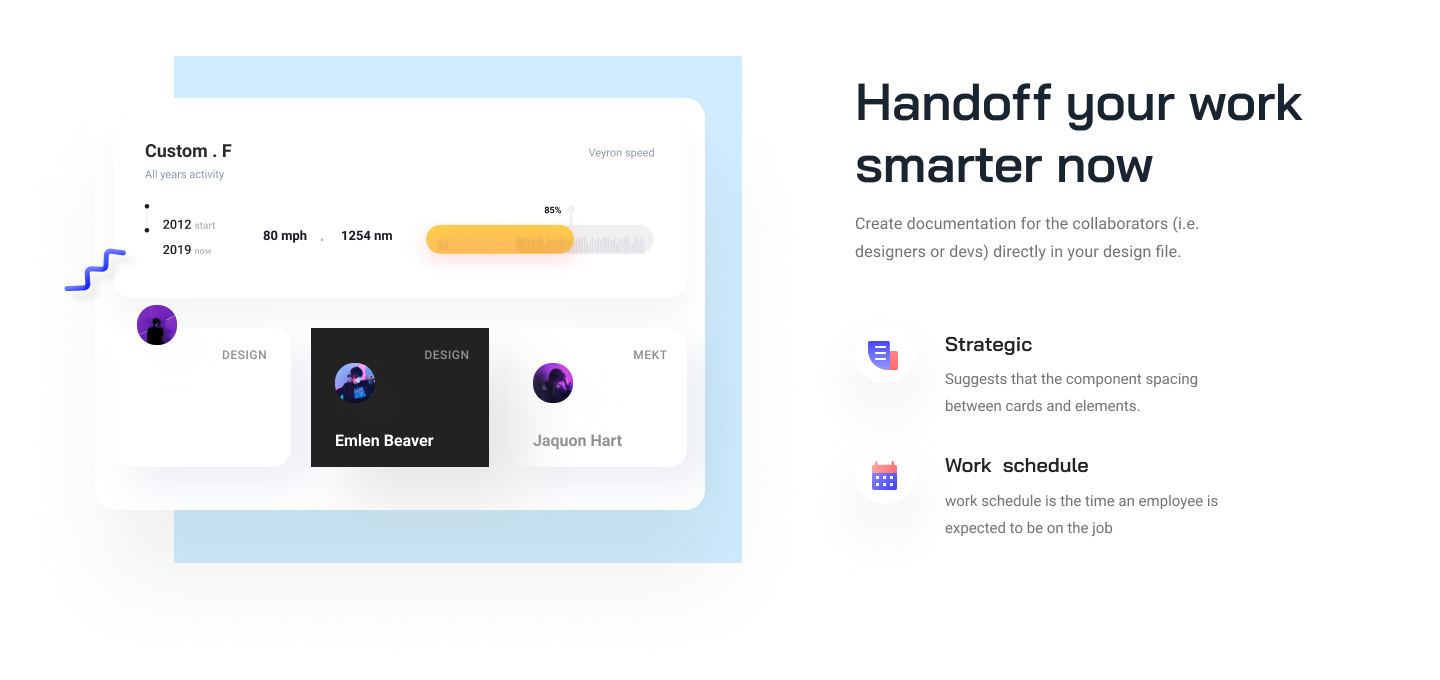 Custom . F
Veyron speed
All years activity
85%
2012 start
80 mph . 1254 nm
2019 now
DESIGN
DESIGN
MEKT
Emlen Beaver
Jaquon Hart
Handoff your work
smarter now
Create documentation for the collaborators (i.e.
designers or devs) directly in your design file.
Strategic
Suggests that the component spacing
between cards and elements.
Work schedule
work schedule is the time an employee is
expected to be on the job